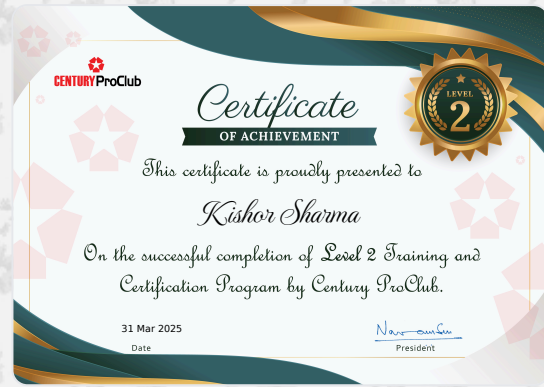 CENTURY ProClub
LEVEL
2
Certificate
OF ACHIEVEMENT
This certificate is proudly presented to
Kishor Sharma
On the successful completion of Level 2 Training and
Certification Program by Century ProClub.
31 Mar 2025
Date
President